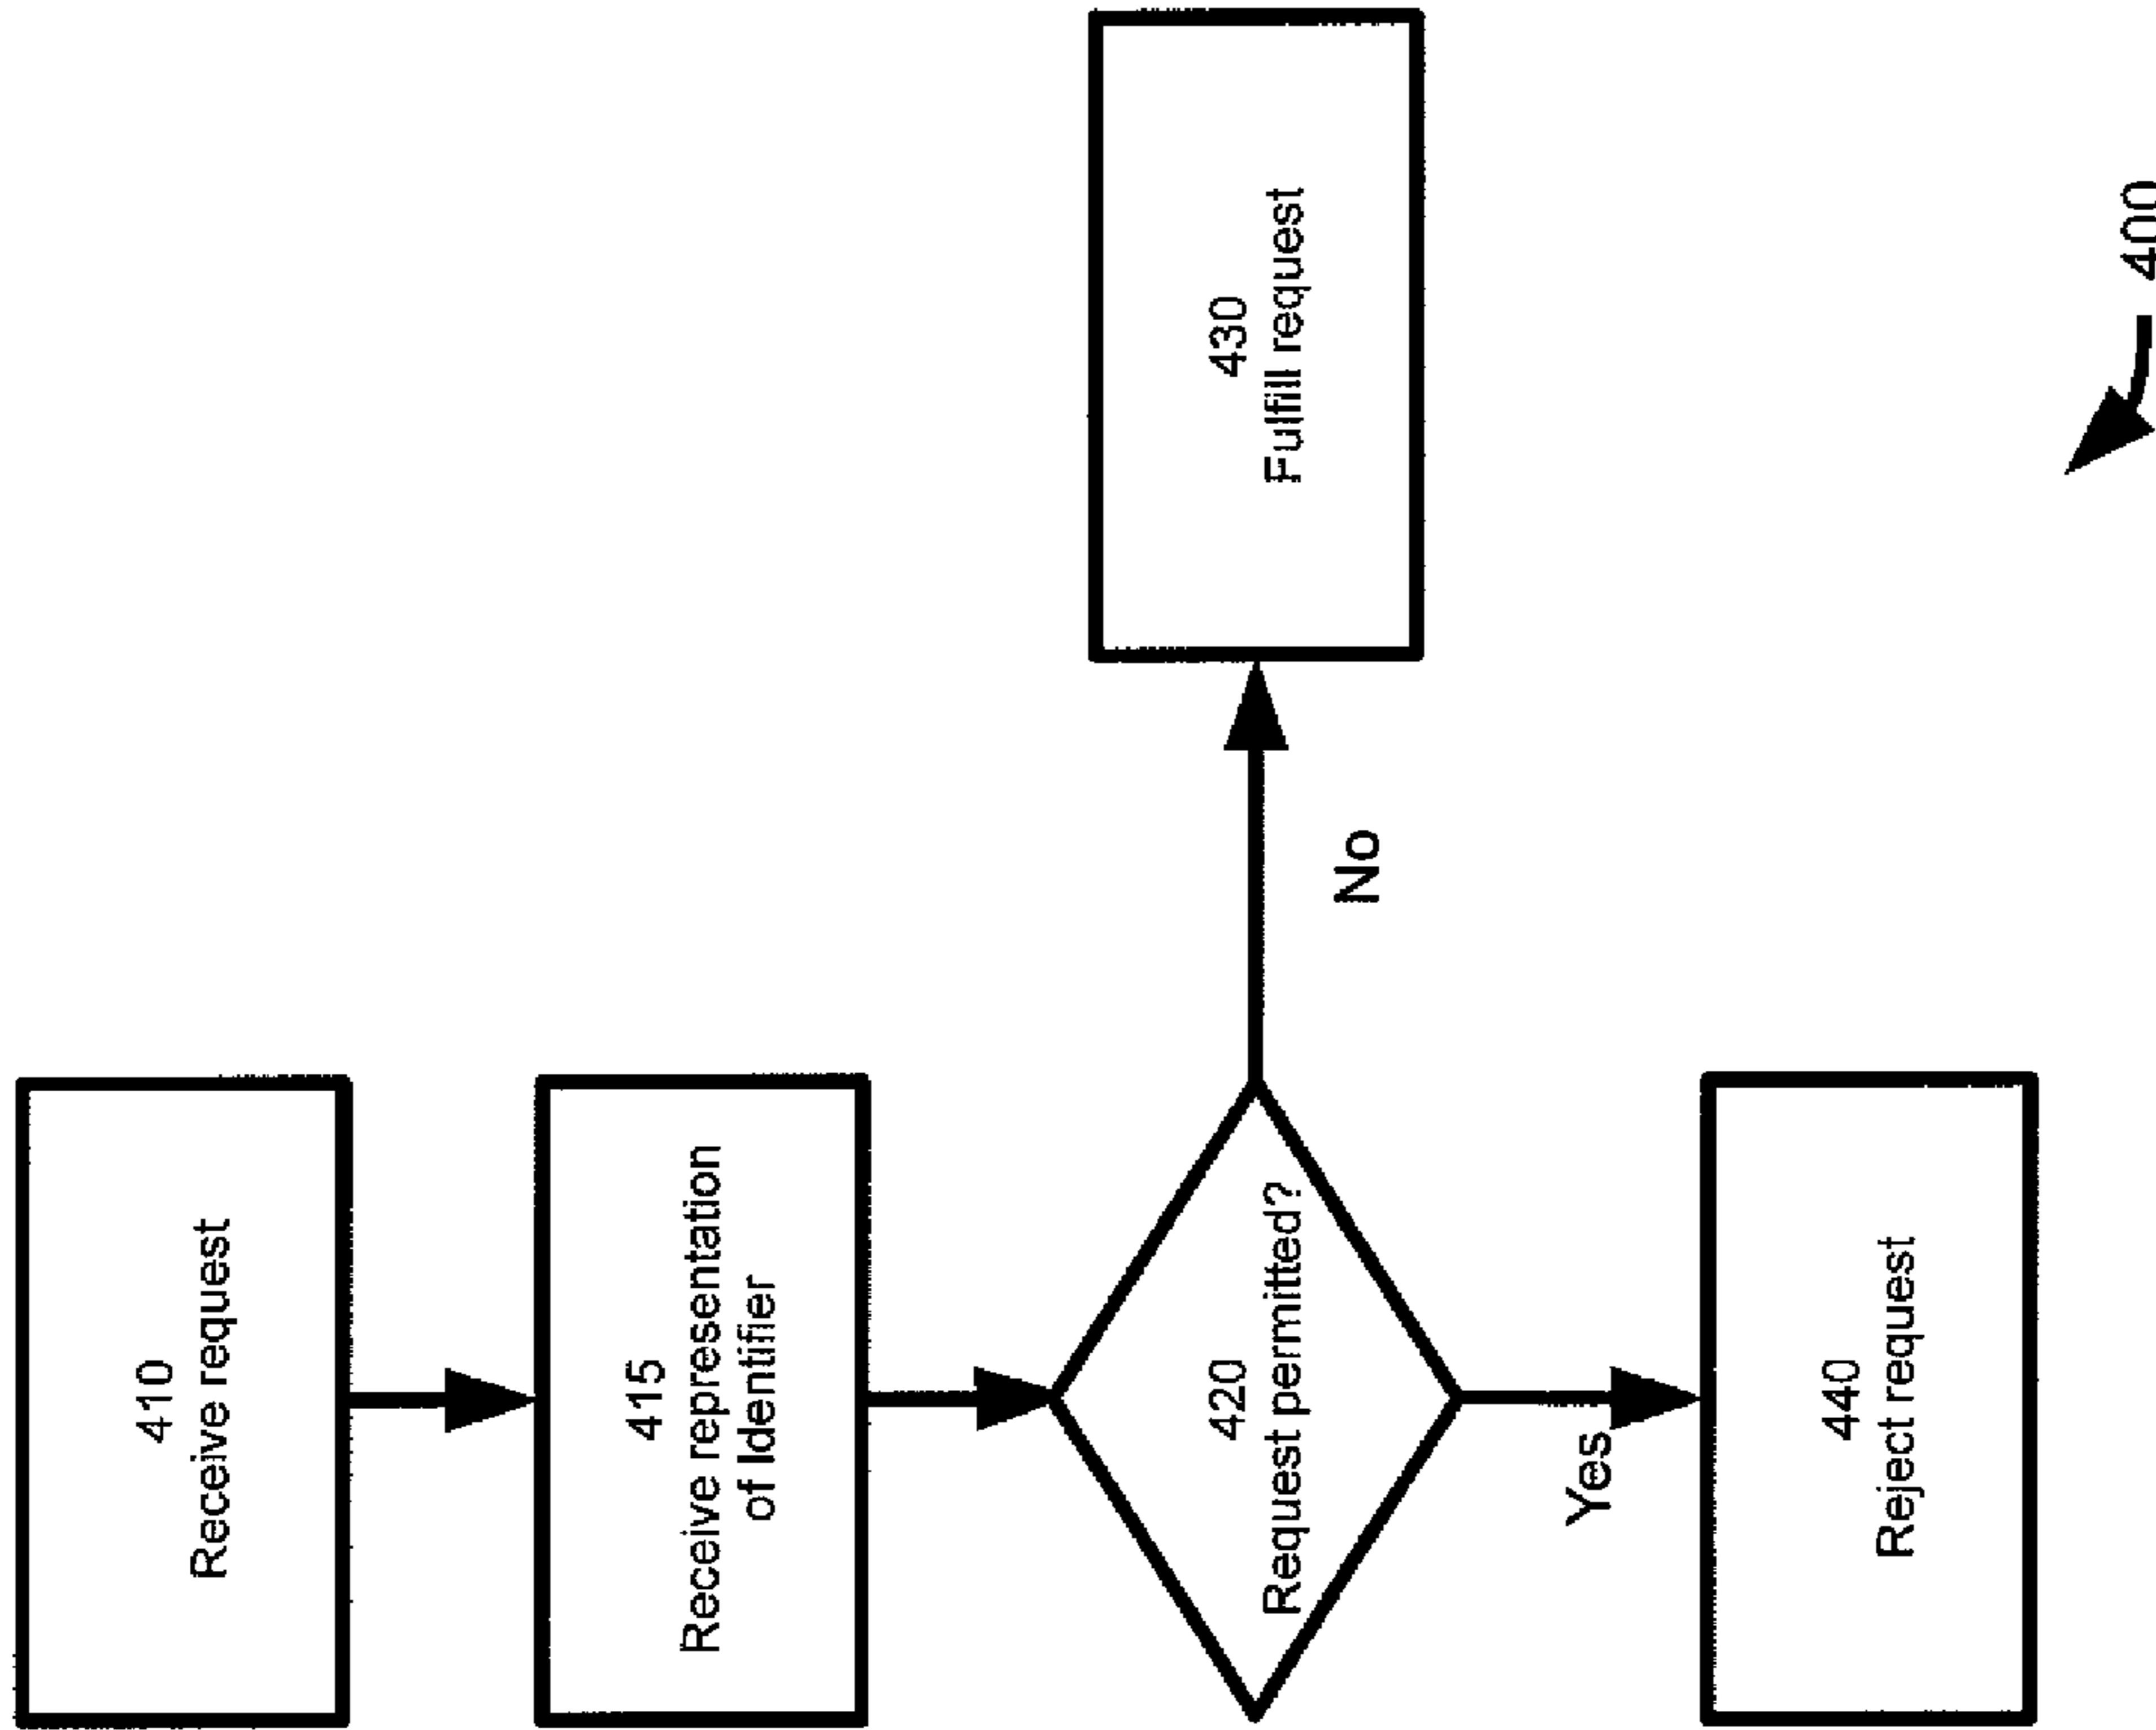 410
Receive request
415
Receive representation
of Identifier
420
Request permitted?
No
430
Fulfill request
Yes
440
Reject request
400